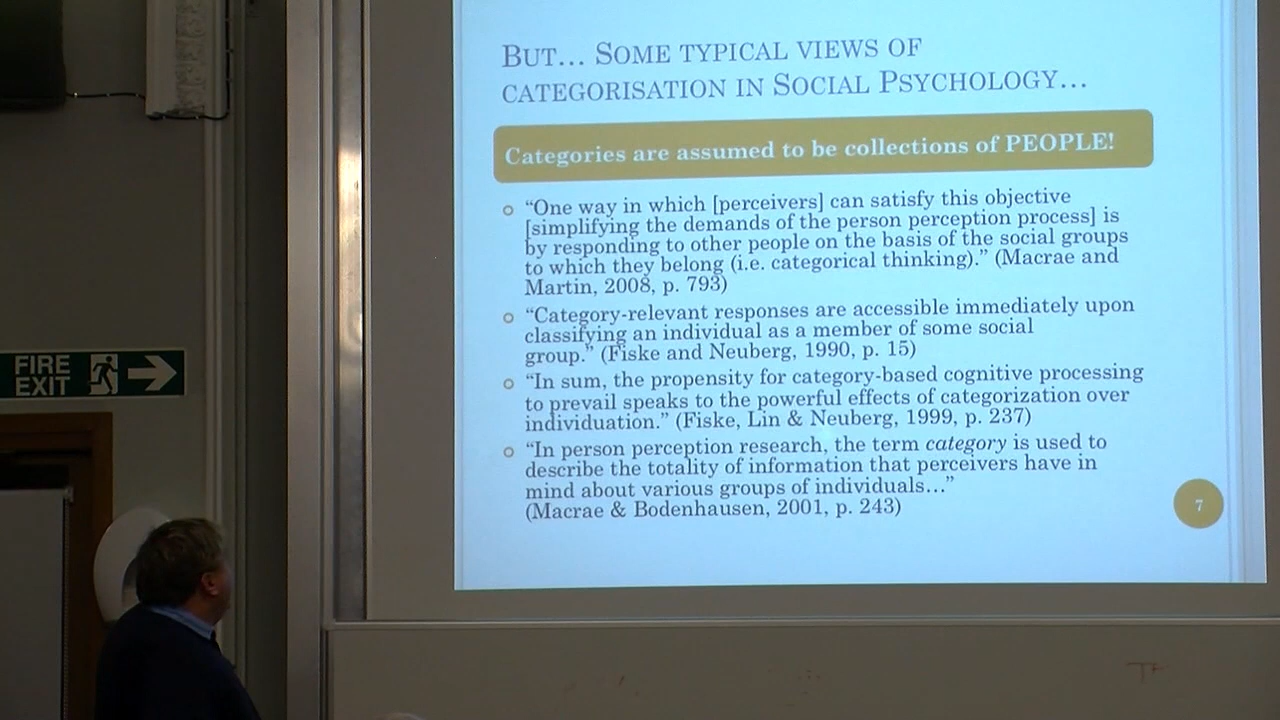 BUT... SOME TYPICAL VIEWS OF
CATEGORISATION IN SOCIAL PSYCHOLOGY...
Categories are assumed to be collections of PEOPLE!
"One way in which [perceivers] can satisfy this objective
[simplifying the demands of the person perception process] is
by responding to other people on the basis of the social groups
to which they belong (i.e. categorical thinking)." (Macrae and
Martin, 2008, p. 793)
"Category-relevant responses are accessible immediately upon
classifying an individual as a member of some social
group." (Fiske and Neuberg, 1990, p. 15)
"In sum, the propensity for category-based cognitive processing
to prevail speaks to the powerful effects of categorization over
individuation." (Fiske, Lin & Neuberg, 1999, p. 237)
"In person perception research, the term category is used to
describe the totality of information that perceivers have in
mind about various groups of individuals..."
(Macrae & Bodenhausen, 2001, p. 243)
7
FIRE
EXIT